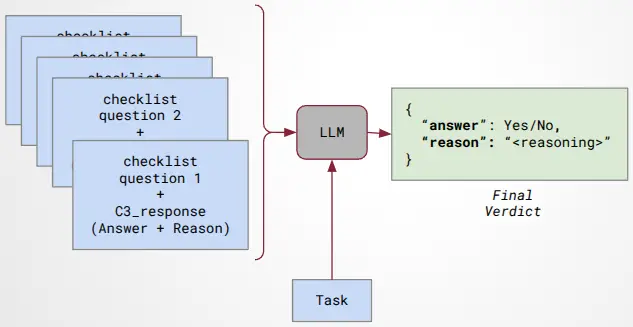 checklist
checklist
checklist
checklist
question 2
+
checklist
question 1
+
C3_response
(Answer + Reason)
LLM
{
"answer": Yes/No,
"reason": "<reasoning>"
}
Final
Verdict
Task